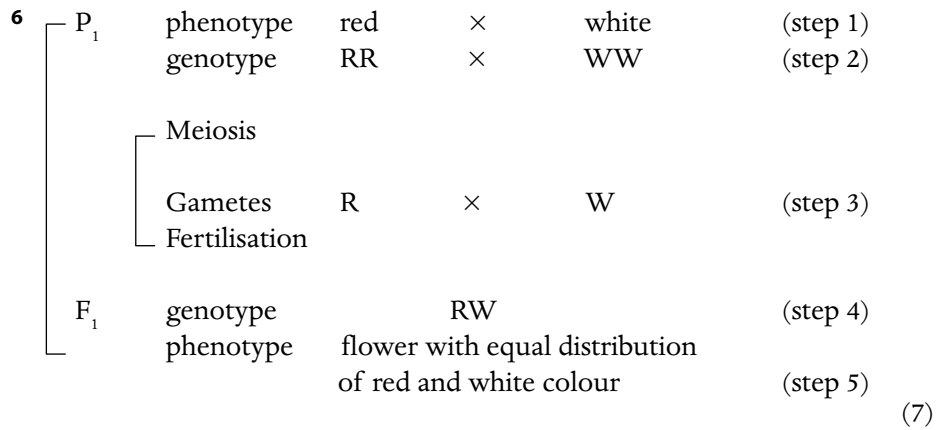 6 P₁ phenotype red × white (step 1)
genotype RR × WW (step 2)
Meiosis
Gametes R × W (step 3)
Fertilisation
F₁ genotype RW (step 4)
phenotype flower with equal distribution
of red and white colour (step 5)
(7)